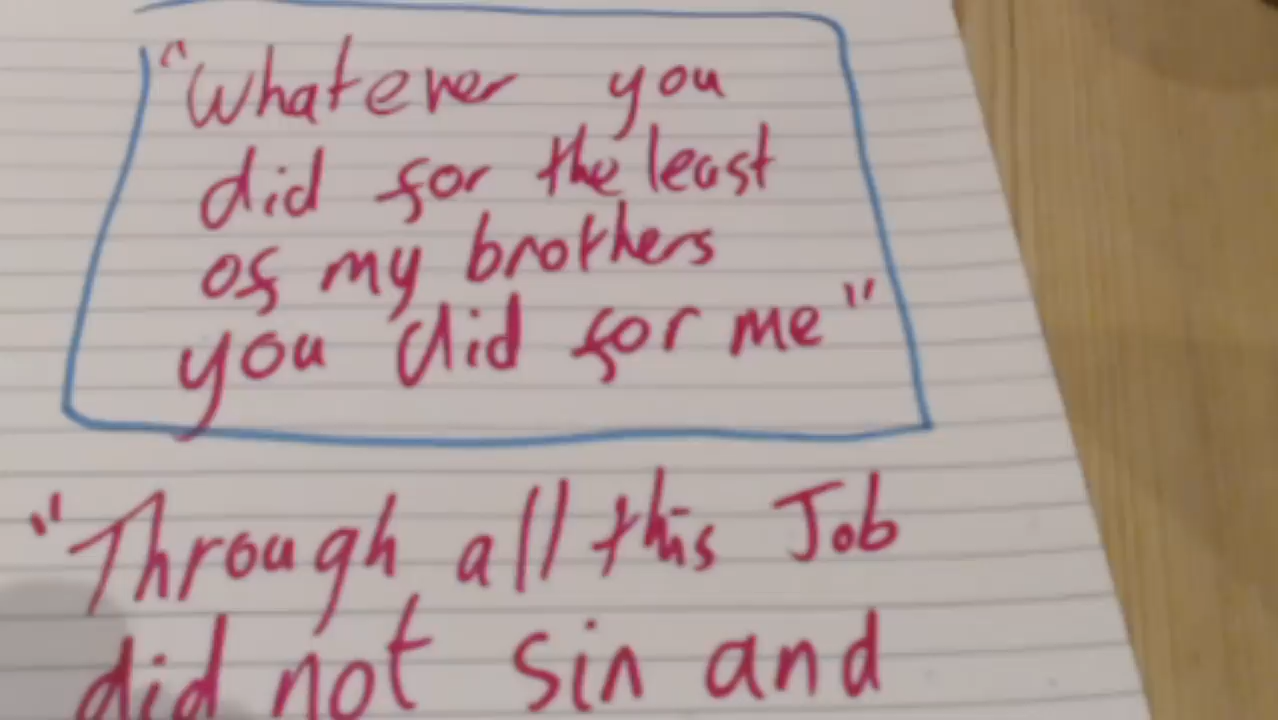 "Whatever you
did for the least
of my brothers
you did for me"
"Through all this Job
did not sin and